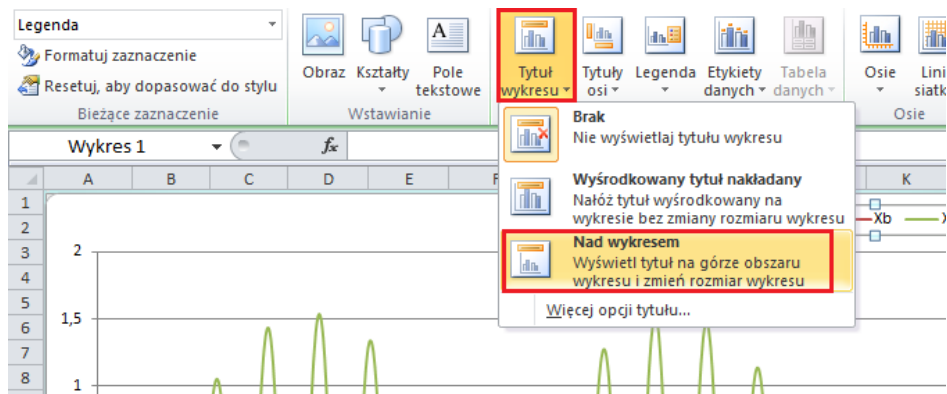 Legenda
Formatuj zaznaczenie
Resetuj, aby dopasować do stylu
Bieżące zaznaczenie
Obraz Kształty Pole tekstowe
Wstawianie
Tytuł wykresu Tytuły osi Legenda Etykiety danych Tabela danych
Osie Lini siatk
Osie
Brak
Nie wyświetlaj tytułu wykresu
Wyśrodkowany tytuł nakładany
Nałóż tytuł wyśrodkowany na
wykresie bez zmiany rozmiaru wykresu
Nad wykresem
Wyświetl tytuł na górze obszaru
wykresu i zmień rozmiar wykresu
Więcej opcji tytułu...
Wykres 1 fx
A B C D E F K
1
2
3
4
5
6
7
8
Xb X
2
1,5
1